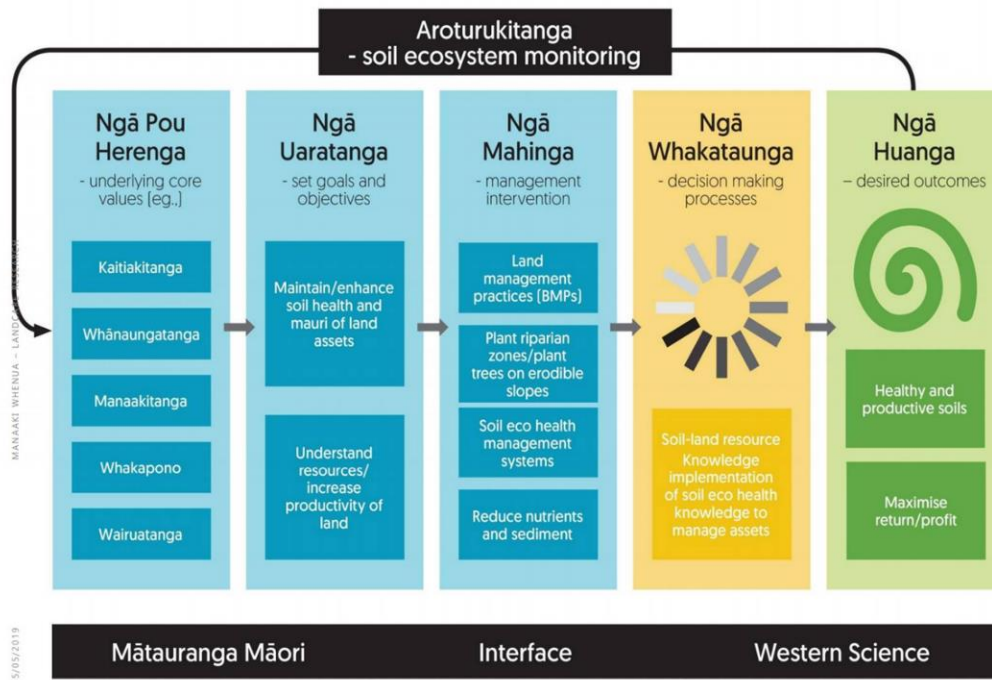 Aroturukitanga
- soil ecosystem monitoring
Ngā Pou
Herenga
- underlying core
values [eg.,]
Kaitiakitanga
Whānaungatanga
Manaakitanga
Whakapono
Wairuatanga
Ngā
Uaratanga
- set goals and
objectives
Maintain/enhance
soil health and
mauri of land
assets
Understand
resources/
increase
productivity of
land
Ngā
Mahinga
- management
intervention
Land
management
practices [BMPs]
Plant riparian
zones/plant
trees on erodible
slopes
Soil eco health
management
systems
Reduce nutrients
and sediment
Ngā
Whakataunga
- decision making
processes
Soil-land resource
Knowledge
implementation
of soil eco health
knowledge to
manage assets
Ngā
Huanga
– desired outcomes
Healthy and
productive soils
Maximise
return/profit
Mātauranga Māori
Interface
Western Science
MANAAKI WHENUA – LANDCARE RESEARCH
5/05/2019